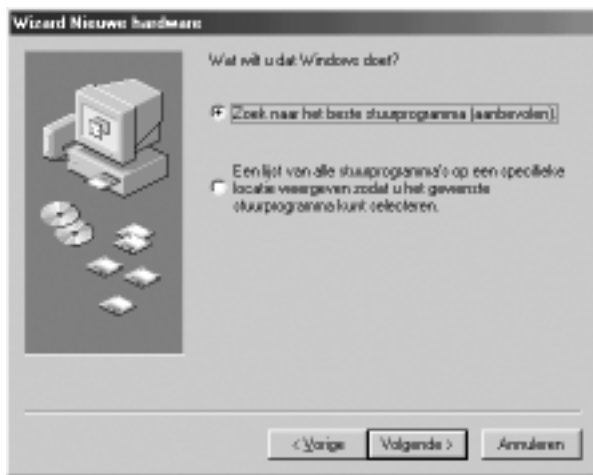 Wizard Nieuwe hardware
Wat wilt u dat Windows doet?
Zoek naar het beste stuurprogramma (aanbevolen).
Een lijst van alle stuurprogramma's op een specifieke
locatie weergeven zodat u het gewenste
stuurprogramma kunt selecteren.
< Vorige
Volgende >
Annuleren